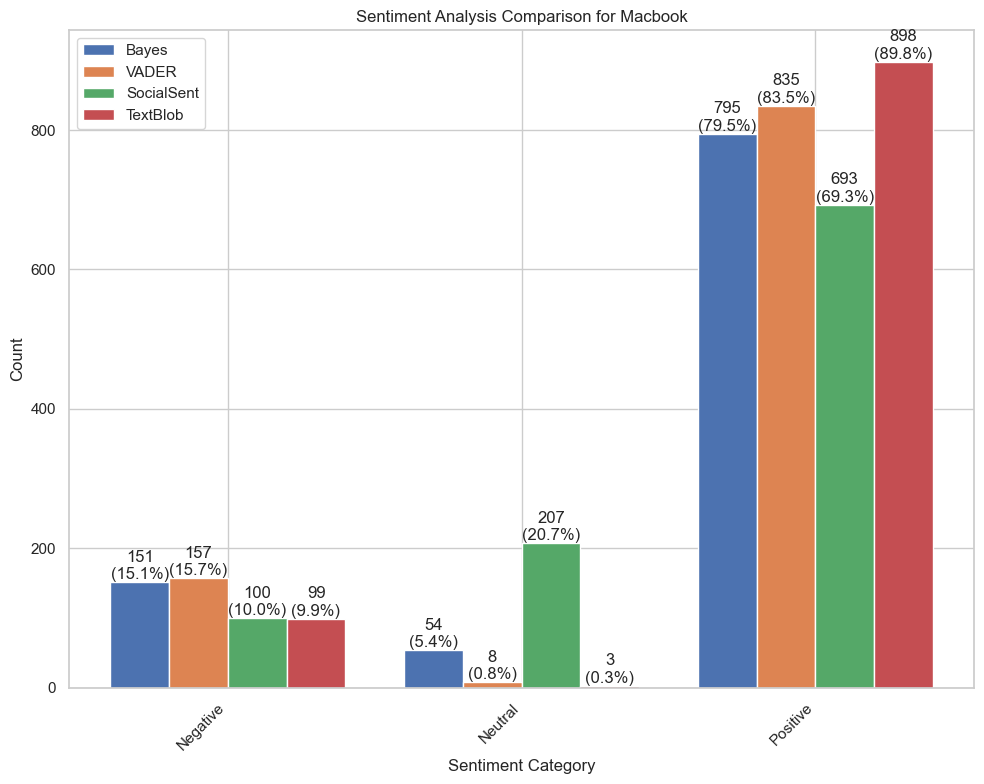 Sentiment Analysis Comparison for Macbook
Bayes
VADER
SocialSent
TextBlob
Count
800
600
400
200
0
151
(15.1%)
157
(15.7%)
100
(10.0%)
99
(9.9%)
54
(5.4%)
8
(0.8%)
207
(20.7%)
3
(0.3%)
795
(79.5%)
835
(83.5%)
693
(69.3%)
898
(89.8%)
Negative
Neutral
Positive
Sentiment Category